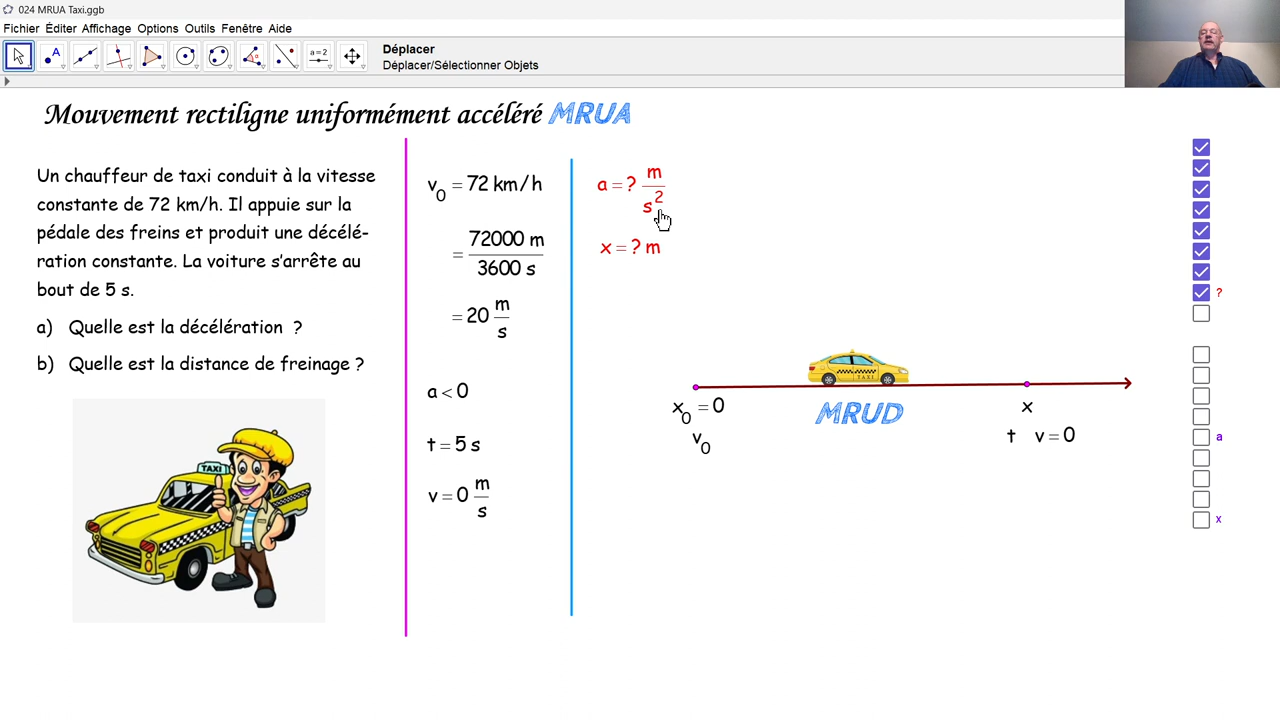 024 MRUA Taxi.ggb
Fichier Éditer Affichage Options Outils Fenêtre Aide
A
a=2
Déplacer
Déplacer/Sélectionner Objets
Mouvement rectiligne uniformément accéléré MRUA
Un chauffeur de taxi conduit à la vitesse
constante de 72 km/h. Il appuie sur la
pédale des freins et produit une décélé-
ration constante. La voiture s'arrête au
bout de 5 s.
a) Quelle est la décélération ?
b) Quelle est la distance de freinage ?
TAXI
v₀ = 72 km/h
= 72000 m / 3600 s
= 20 m/s
a < 0
t = 5 s
v = 0 m/s
a = ? m/s²
x = ? m
TAXI
x₀ = 0
v₀
MRUD
x
t v = 0
?
a
x